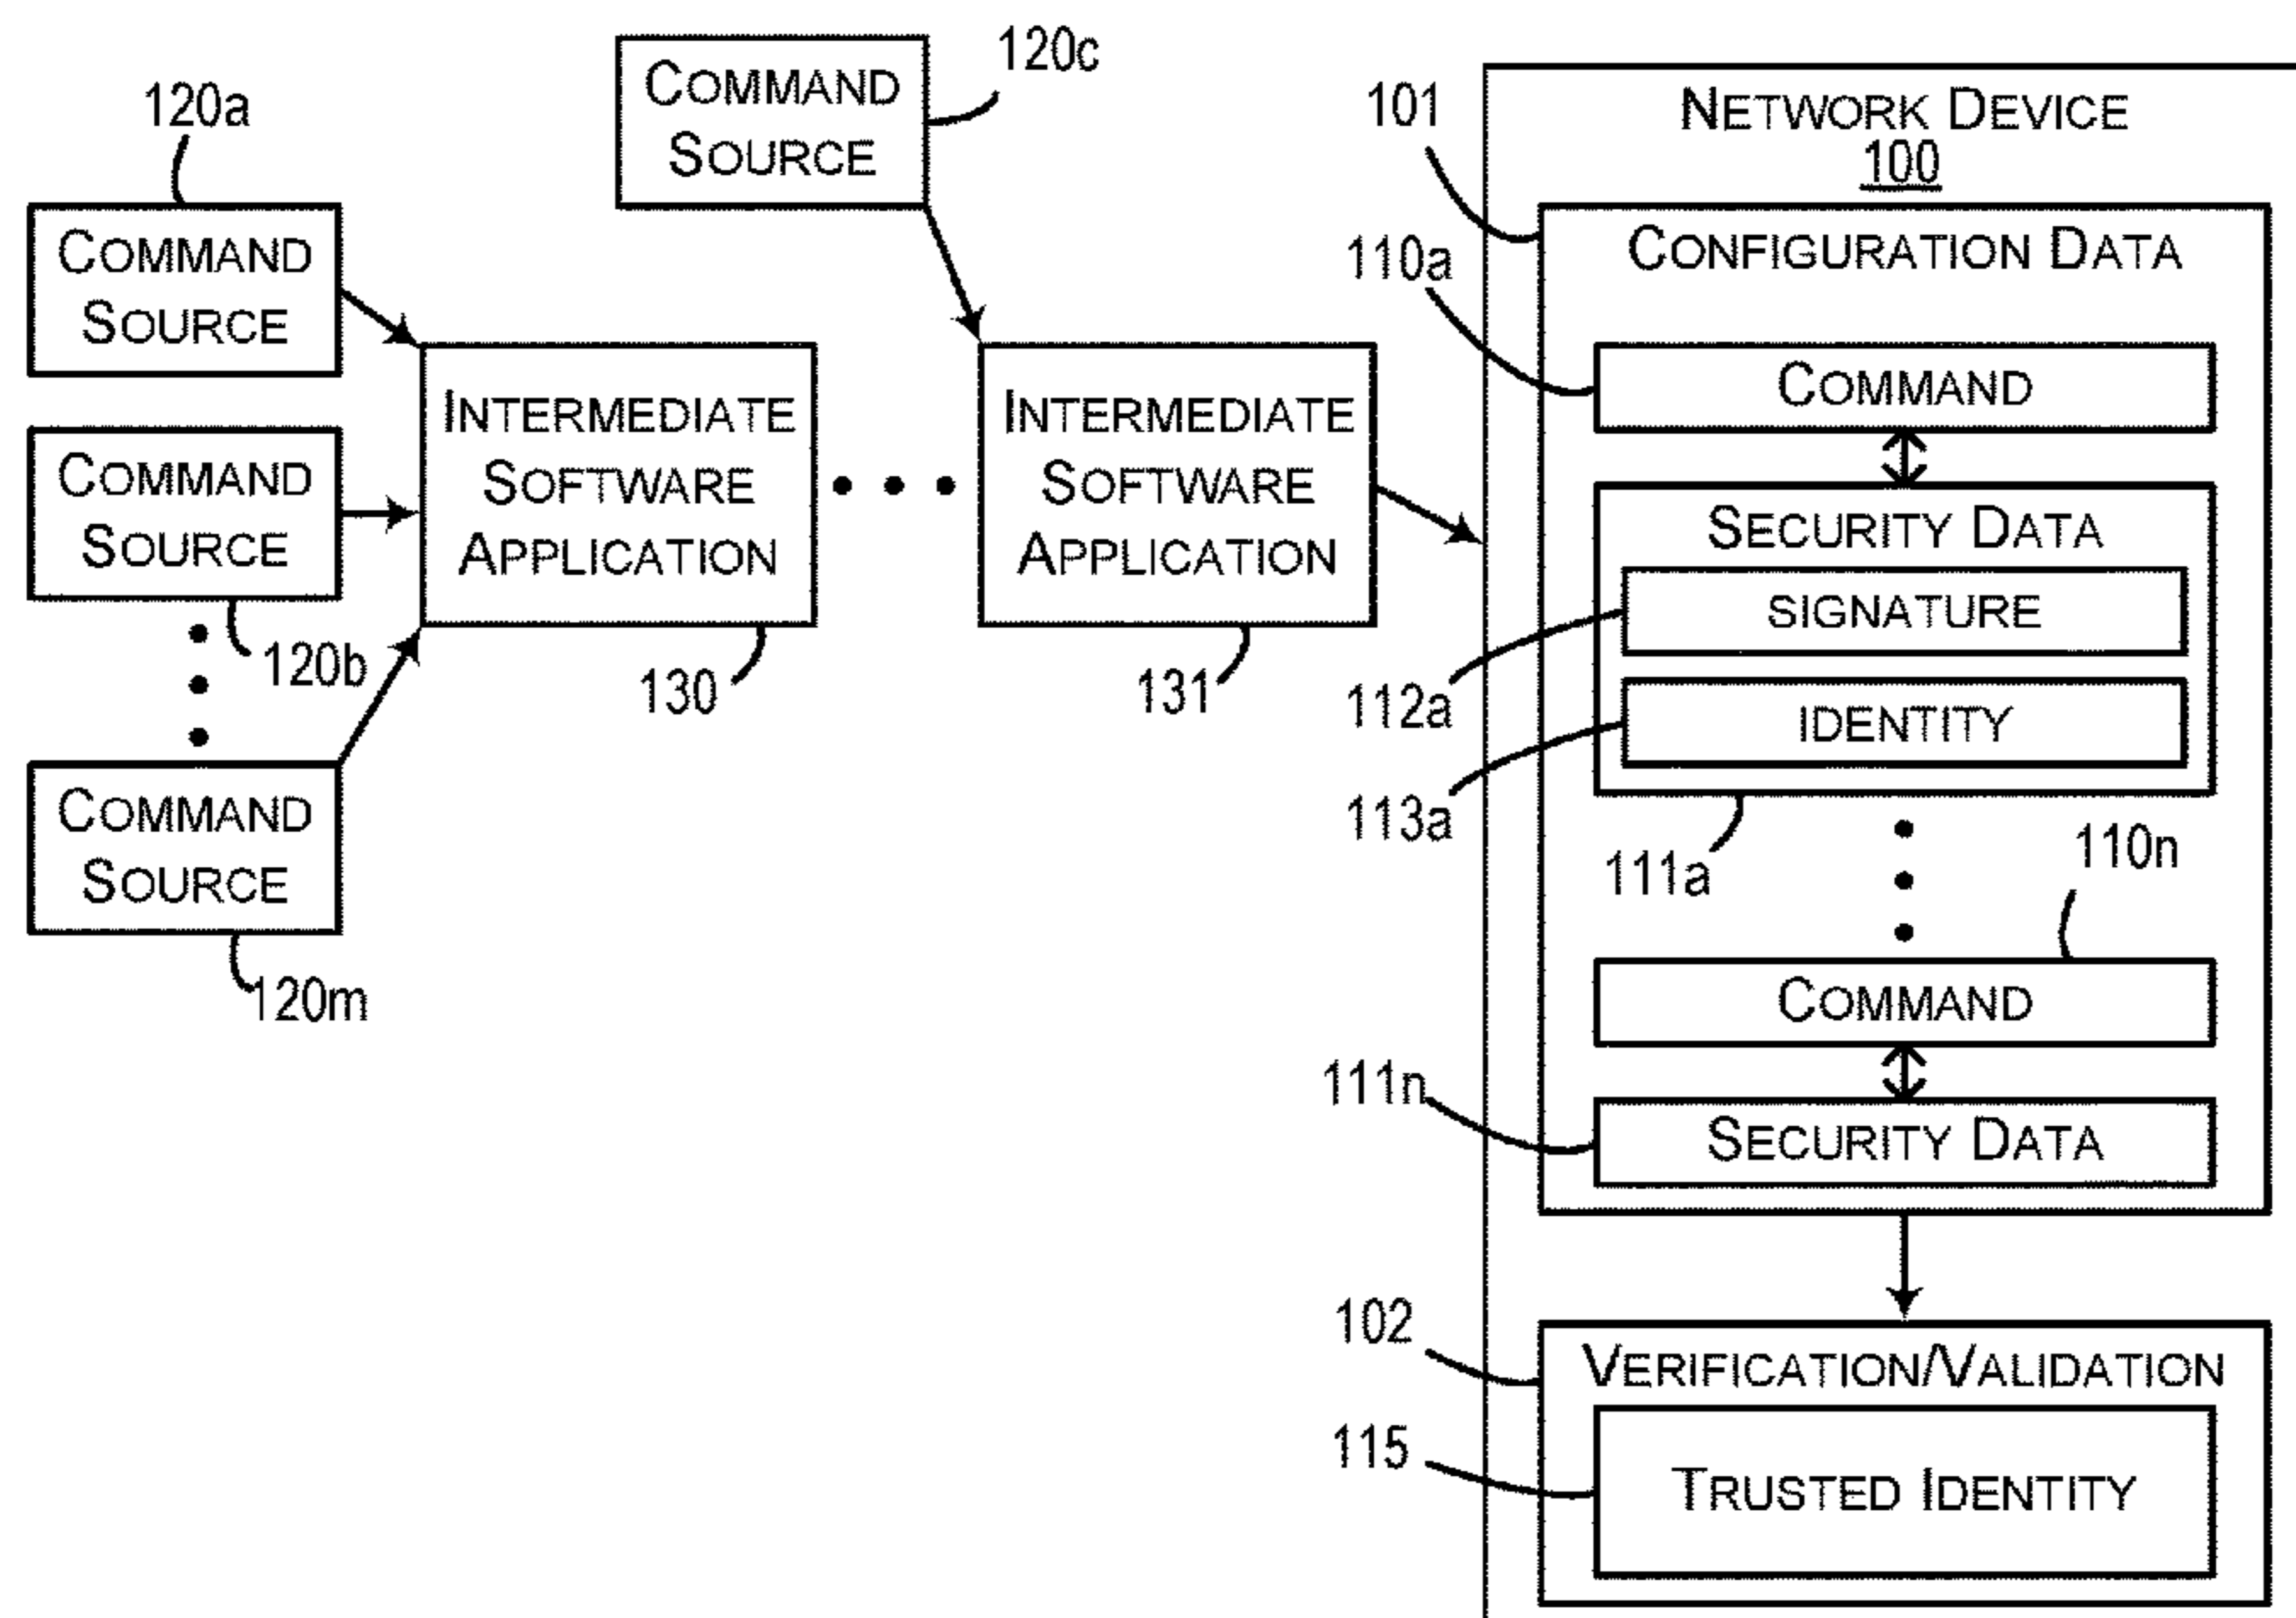 120a
COMMAND
SOURCE
COMMAND
SOURCE
120b
COMMAND
SOURCE
120m
INTERMEDIATE
SOFTWARE
APPLICATION
130
COMMAND
SOURCE
120c
INTERMEDIATE
SOFTWARE
APPLICATION
131
NETWORK DEVICE
100
101
CONFIGURATION DATA
110a
COMMAND
SECURITY DATA
SIGNATURE
112a
IDENTITY
113a
111a
110n
COMMAND
111n
SECURITY DATA
102
VERIFICATION/VALIDATION
115
TRUSTED IDENTITY